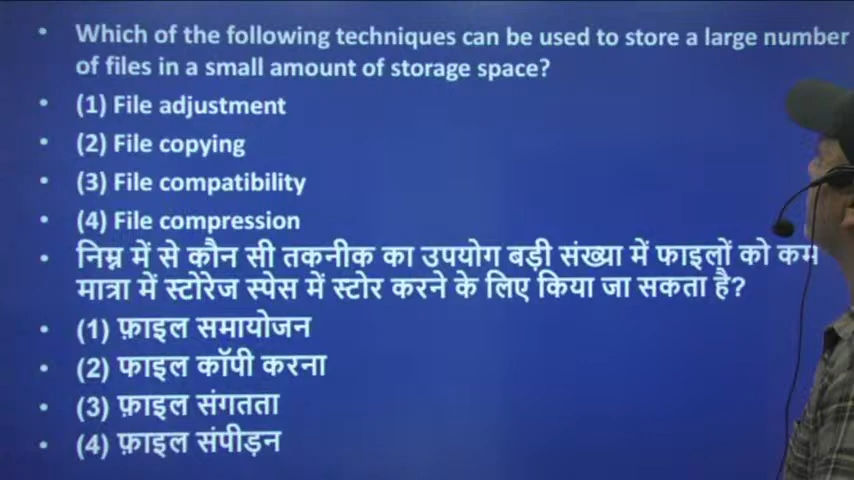 • Which of the following techniques can be used to store a large number
of files in a small amount of storage space?
• (1) File adjustment
• (2) File copying
• (3) File compatibility
• (4) File compression
• निम्न में से कौन सी तकनीक का उपयोग बड़ी संख्या में फाइलों को कम
मात्रा में स्टोरेज स्पेस में स्टोर करने के लिए किया जा सकता है?
• (1) फ़ाइल समायोजन
• (2) फाइल कॉपी करना
• (3) फ़ाइल संगतता
• (4) फ़ाइल संपीड़न